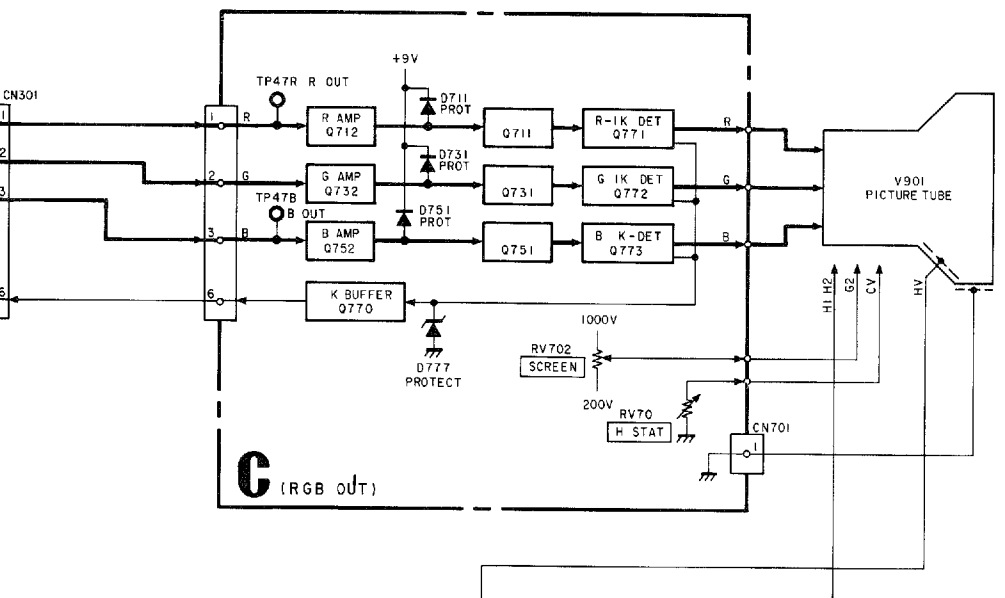 +9V
TP47R R OUT
CN301
D711
PROT
1
1
R
R AMP
Q712
Q711
R-IK DET
Q771
R
2
D731
PROT
2
G
G AMP
Q732
Q731
G IK DET
Q772
G
V901
PICTURE TUBE
3
TP47B
B OUT
D751
PROT
3
B
B AMP
Q752
Q751
B K-DET
Q773
B
H1 H2
G2
CV
HV
6
6
K BUFFER
Q770
1000V
D777
PROTECT
RV702
SCREEN
200V
RV70
H STAT
CN701
1
C (RGB OUT)